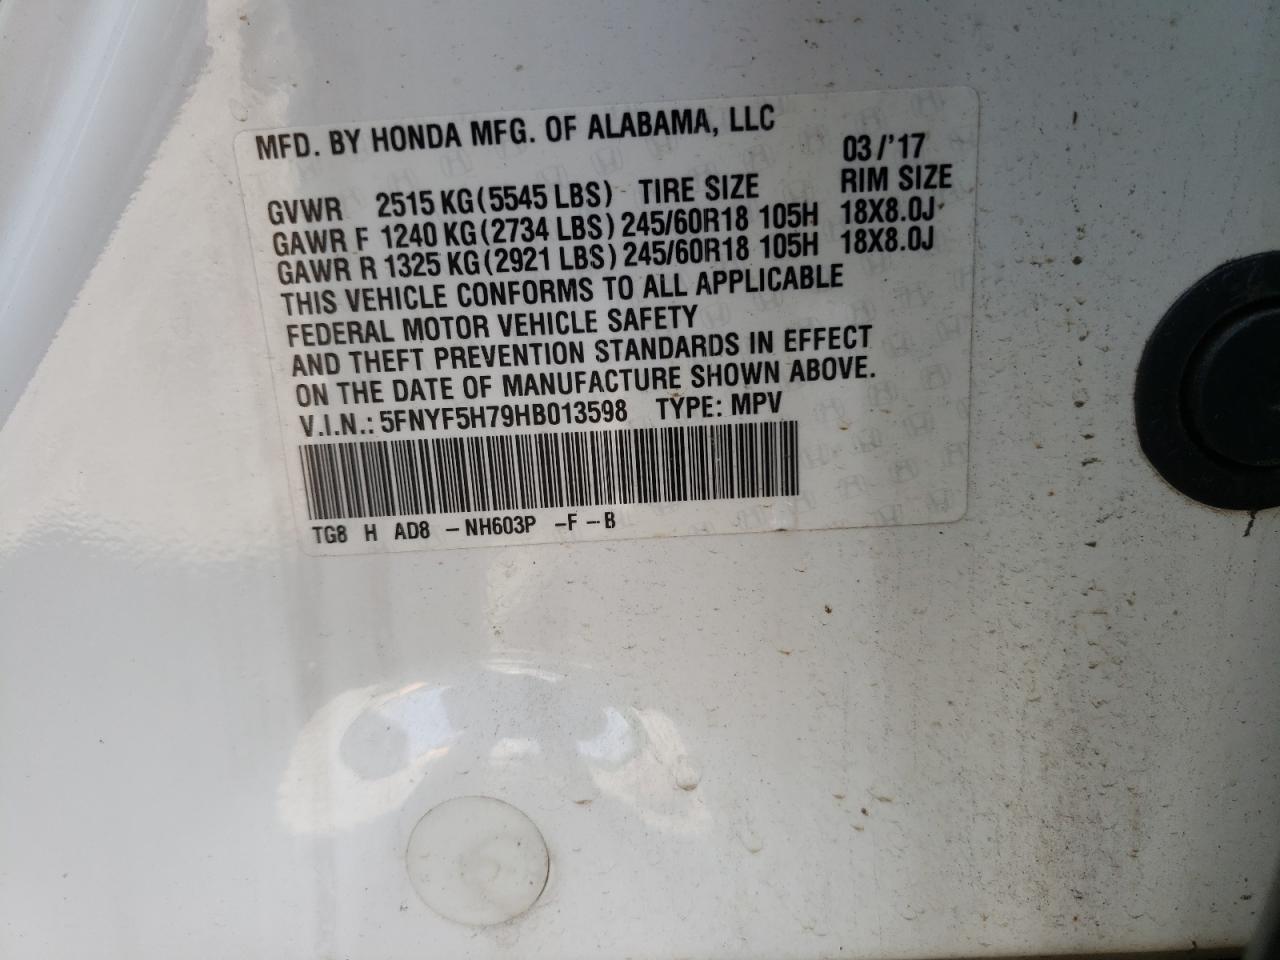 MFD. BY HONDA MFG. OF ALABAMA, LLC
03/'17
GVWR 2515 KG (5545 LBS) TIRE SIZE RIM SIZE
GAWR F 1240 KG (2734 LBS) 245/60R18 105H 18X8.0J
GAWR R 1325 KG (2921 LBS) 245/60R18 105H 18X8.0J
THIS VEHICLE CONFORMS TO ALL APPLICABLE
FEDERAL MOTOR VEHICLE SAFETY
AND THEFT PREVENTION STANDARDS IN EFFECT
ON THE DATE OF MANUFACTURE SHOWN ABOVE.
V.I.N.: 5FNYF5H79HB013598 TYPE: MPV
TG8 H AD8 – NH603P – F – B